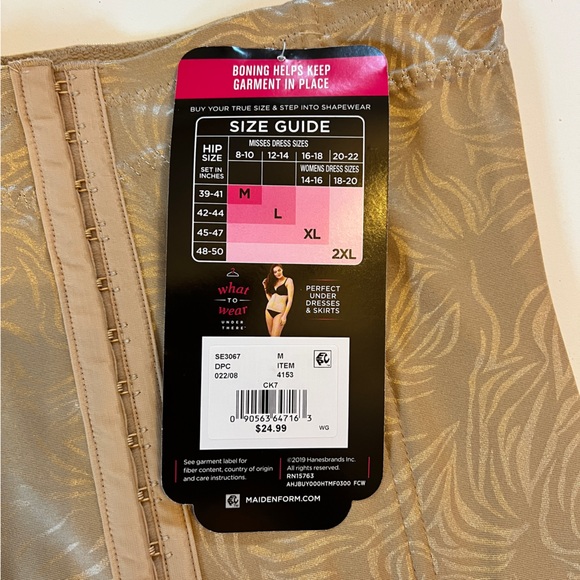 BONING HELPS KEEP
GARMENT IN PLACE
BUY YOUR TRUE SIZE & STEP INTO SHAPEWEAR
SIZE GUIDE
HIP SIZE SET IN INCHES
MISSES DRESS SIZES
8-10 12-14 16-18 20-22
WOMENS DRESS SIZES
14-16 18-20
39-41 M
42-44 L
45-47 XL
48-50 2XL
what
TO
wear
UNDER
THERE
PERFECT
UNDER
DRESSES
& SKIRTS
SE3067 M
DPC ITEM
022/08 4153
CK7
0 90563 64716 3
$24.99
WG
See garment label for
fiber content, country of origin
and care instructions.
©2019 Hanesbrands Inc.
All rights reserved.
RN15763
AHJBUY000HTMF0300 FCW
MAIDENFORM.COM